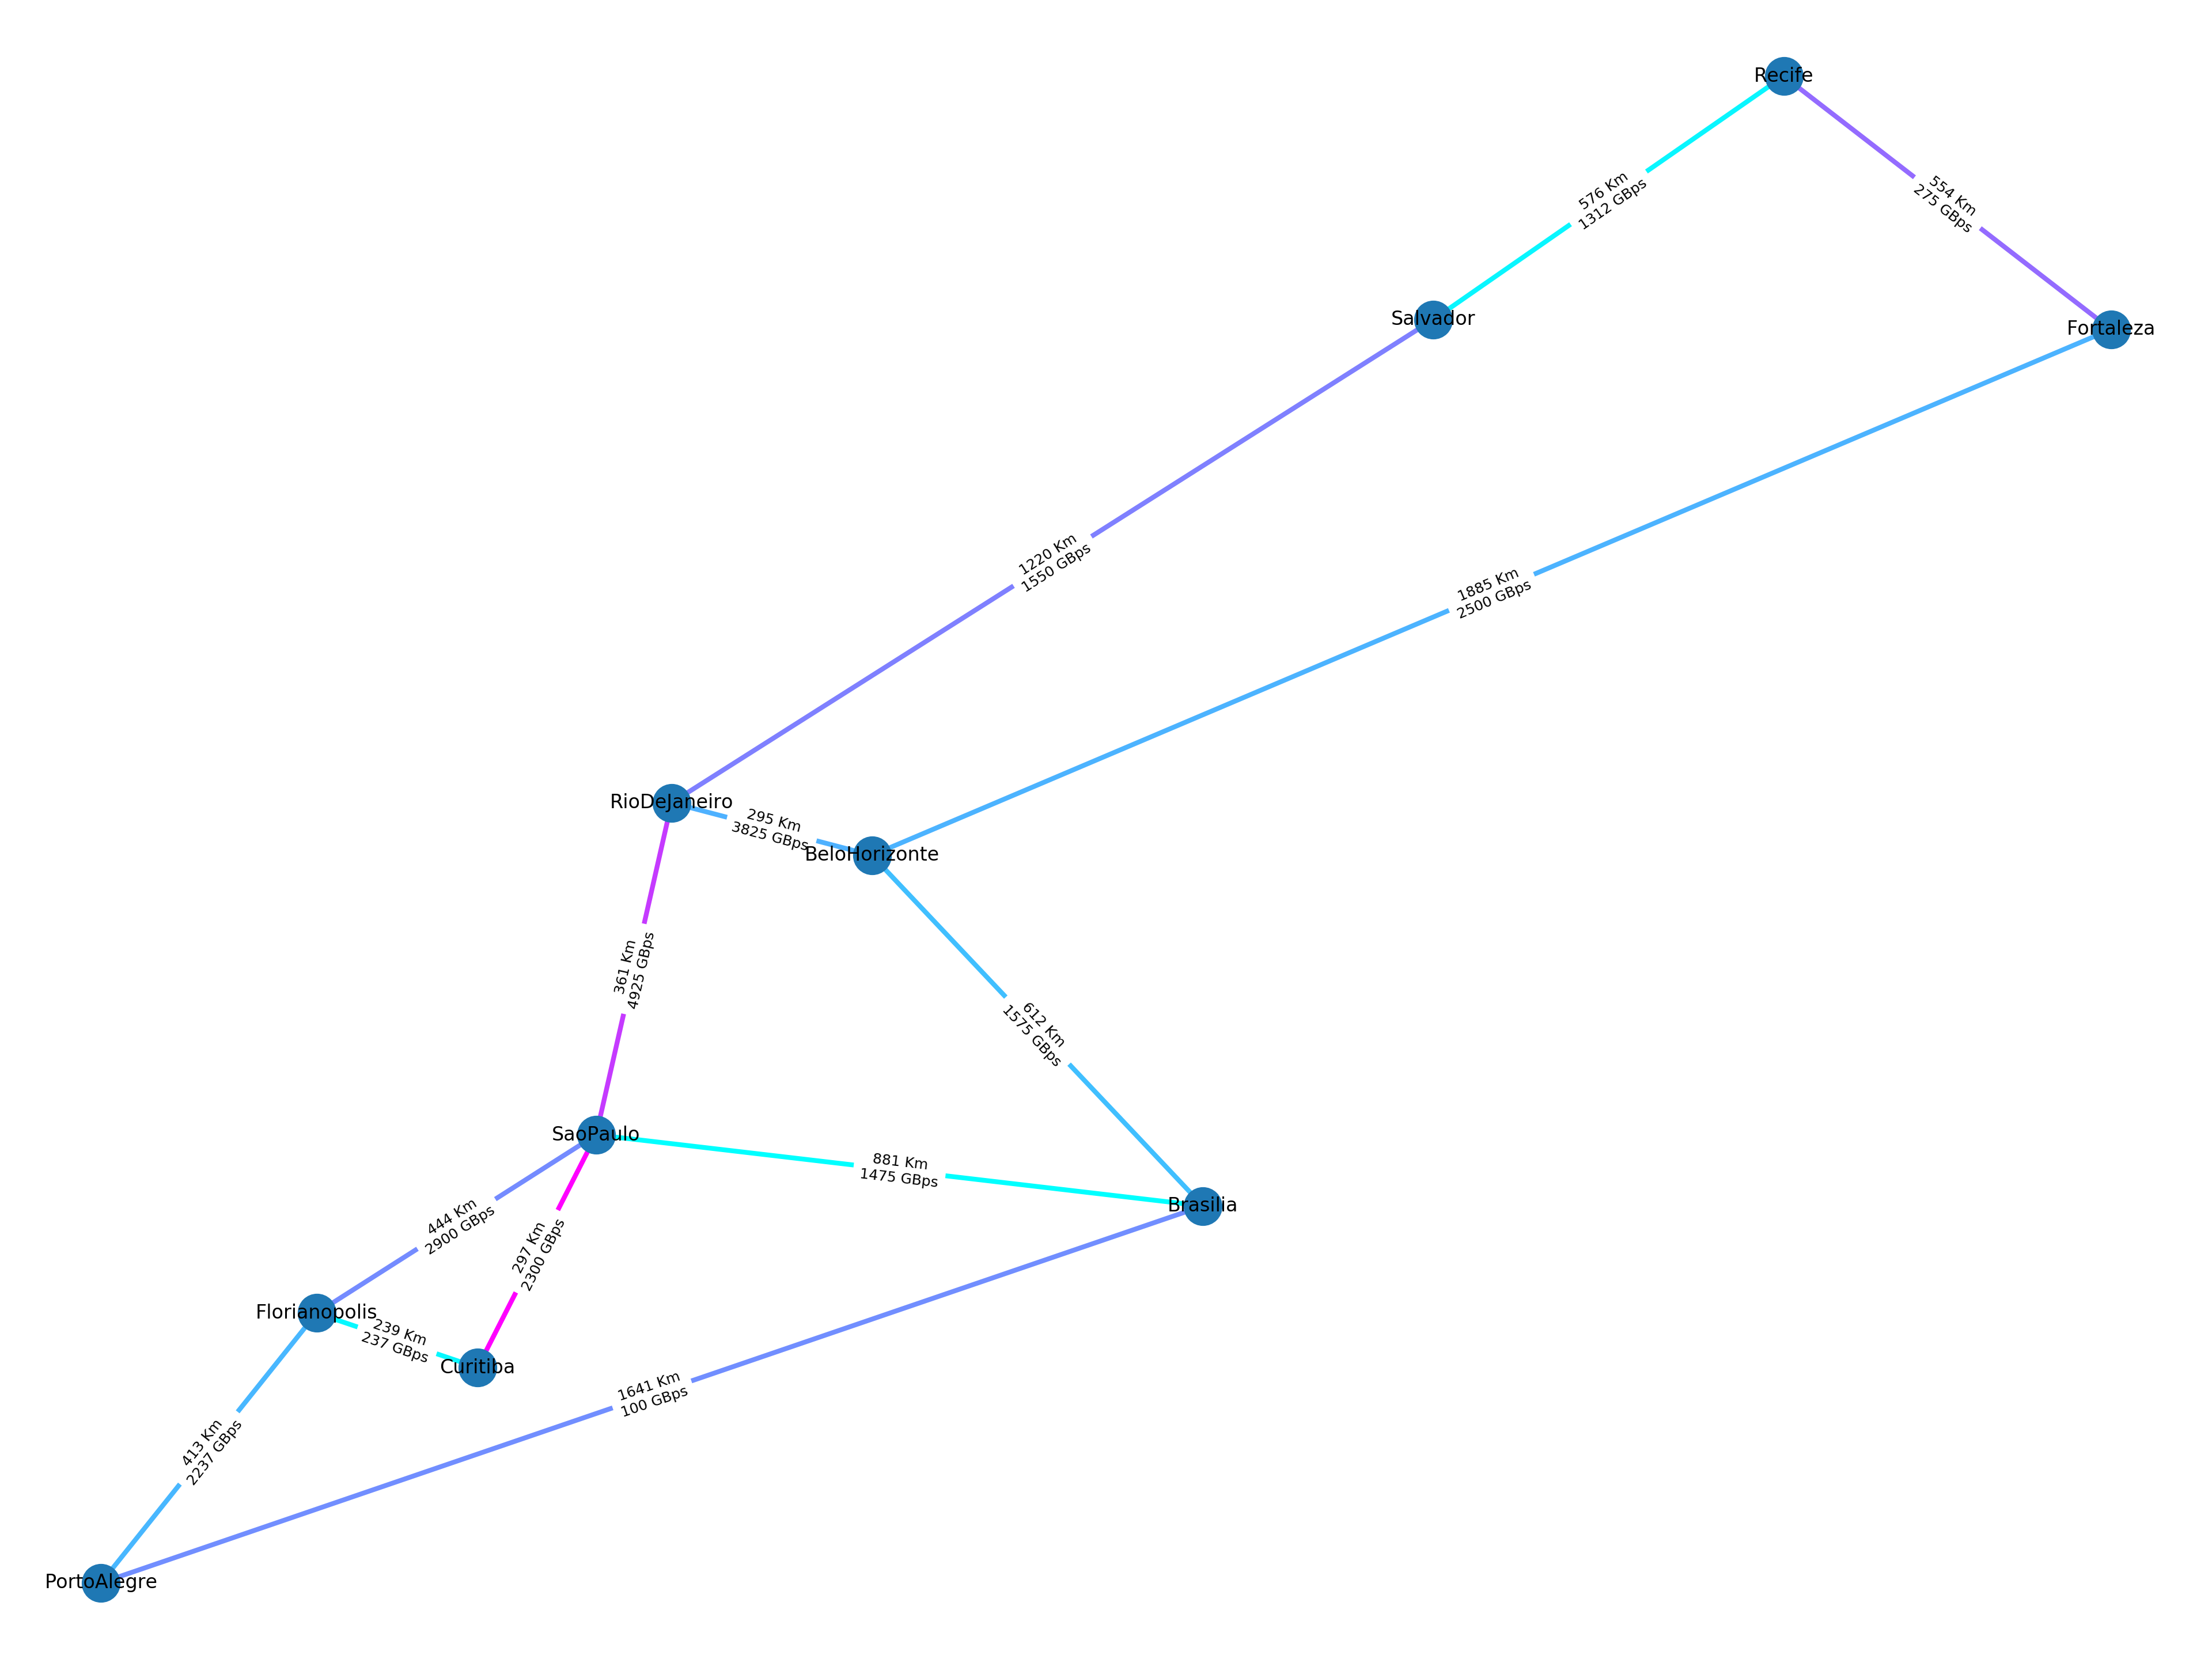 Recife
576 Km
1312 GBps
554 Km
275 GBps
Salvador
Fortaleza
1220 Km
1550 GBps
1885 Km
2500 GBps
RioDeJaneiro
295 Km
3825 GBps
BeloHorizonte
361 Km
4925 GBps
612 Km
1575 GBps
SaoPaulo
881 Km
1475 GBps
Brasilia
444 Km
2900 GBps
297 Km
2300 GBps
Florianopolis
239 Km
237 GBps
Curitiba
1641 Km
100 GBps
413 Km
2237 GBps
PortoAlegre